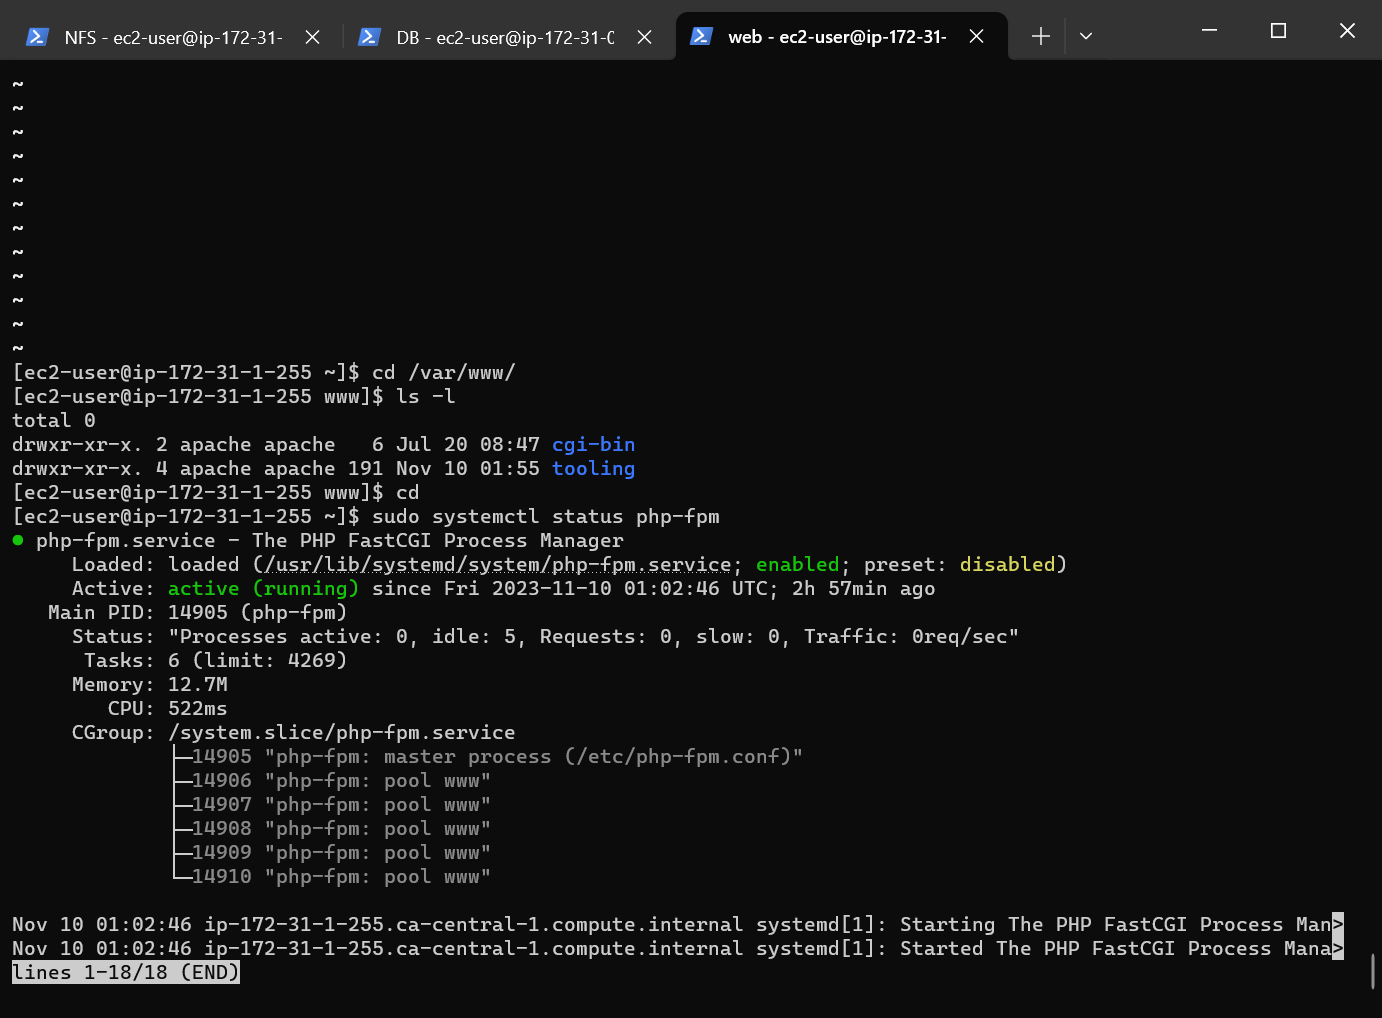 NFS - ec2-user@ip-172-31-
DB - ec2-user@ip-172-31-0
web - ec2-user@ip-172-31-
~
~
~
~
~
~
~
~
~
~
~
~
[ec2-user@ip-172-31-1-255 ~]$ cd /var/www/
[ec2-user@ip-172-31-1-255 www]$ ls -l
total 0
drwxr-xr-x. 2 apache apache   6 Jul 20 08:47 cgi-bin
drwxr-xr-x. 4 apache apache 191 Nov 10 01:55 tooling
[ec2-user@ip-172-31-1-255 www]$ cd
[ec2-user@ip-172-31-1-255 ~]$ sudo systemctl status php-fpm
● php-fpm.service - The PHP FastCGI Process Manager
     Loaded: loaded (/usr/lib/systemd/system/php-fpm.service; enabled; preset: disabled)
     Active: active (running) since Fri 2023-11-10 01:02:46 UTC; 2h 57min ago
   Main PID: 14905 (php-fpm)
     Status: "Processes active: 0, idle: 5, Requests: 0, slow: 0, Traffic: 0req/sec"
      Tasks: 6 (limit: 4269)
     Memory: 12.7M
        CPU: 522ms
     CGroup: /system.slice/php-fpm.service
             ├─14905 "php-fpm: master process (/etc/php-fpm.conf)"
             ├─14906 "php-fpm: pool www"
             ├─14907 "php-fpm: pool www"
             ├─14908 "php-fpm: pool www"
             ├─14909 "php-fpm: pool www"
             └─14910 "php-fpm: pool www"
Nov 10 01:02:46 ip-172-31-1-255.ca-central-1.compute.internal systemd[1]: Starting The PHP FastCGI Process Man>
Nov 10 01:02:46 ip-172-31-1-255.ca-central-1.compute.internal systemd[1]: Started The PHP FastCGI Process Mana>
lines 1-18/18 (END)